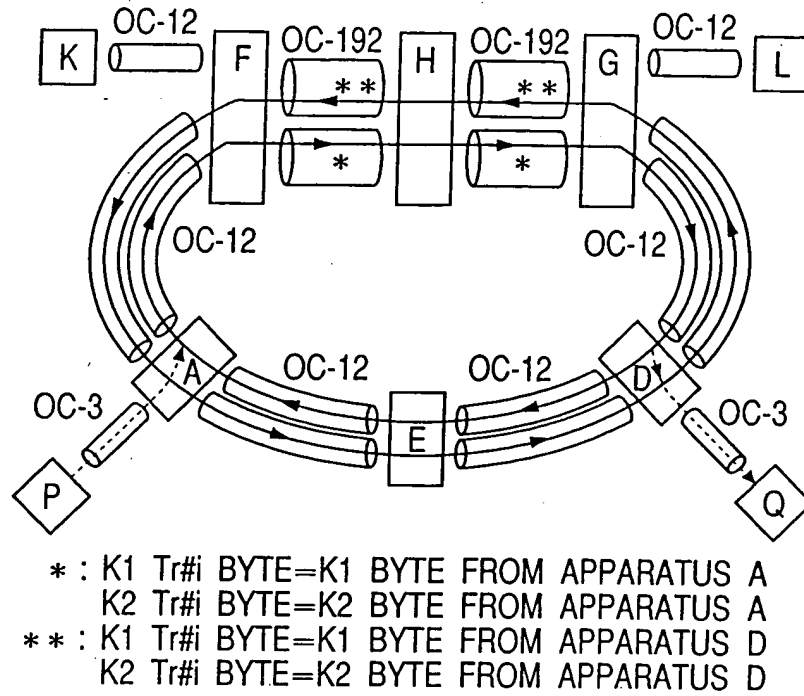 OC-12 OC-192 OC-192 OC-12
K F H G L
** **
* *
OC-12 OC-12
A OC-12 OC-12 D
OC-3 E OC-3
P Q
* : K1 Tr#i BYTE=K1 BYTE FROM APPARATUS A
K2 Tr#i BYTE=K2 BYTE FROM APPARATUS A
** : K1 Tr#i BYTE=K1 BYTE FROM APPARATUS D
K2 Tr#i BYTE=K2 BYTE FROM APPARATUS D